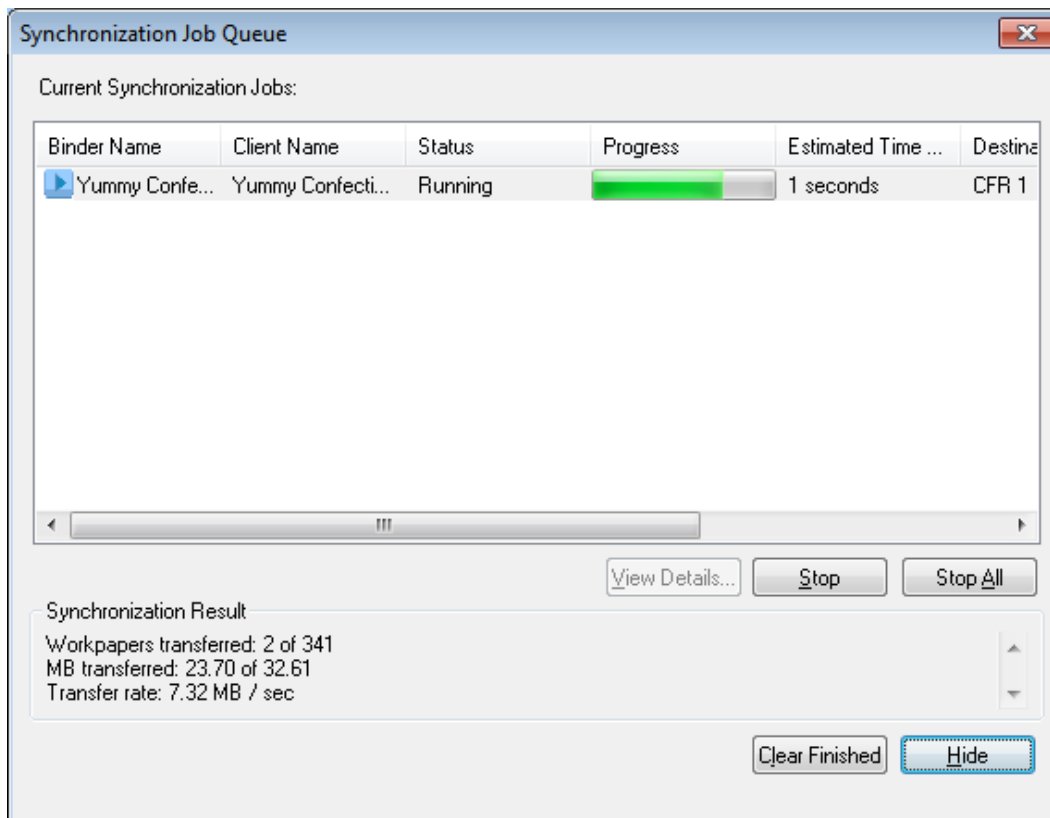 Synchronization Job Queue
Current Synchronization Jobs:
Binder Name Client Name Status Progress Estimated Time ... Destina
Yummy Confe... Yummy Confecti... Running 1 seconds CFR 1
View Details... Stop Stop All
Synchronization Result
Workpapers transferred: 2 of 341
MB transferred: 23.70 of 32.61
Transfer rate: 7.32 MB / sec
Clear Finished Hide